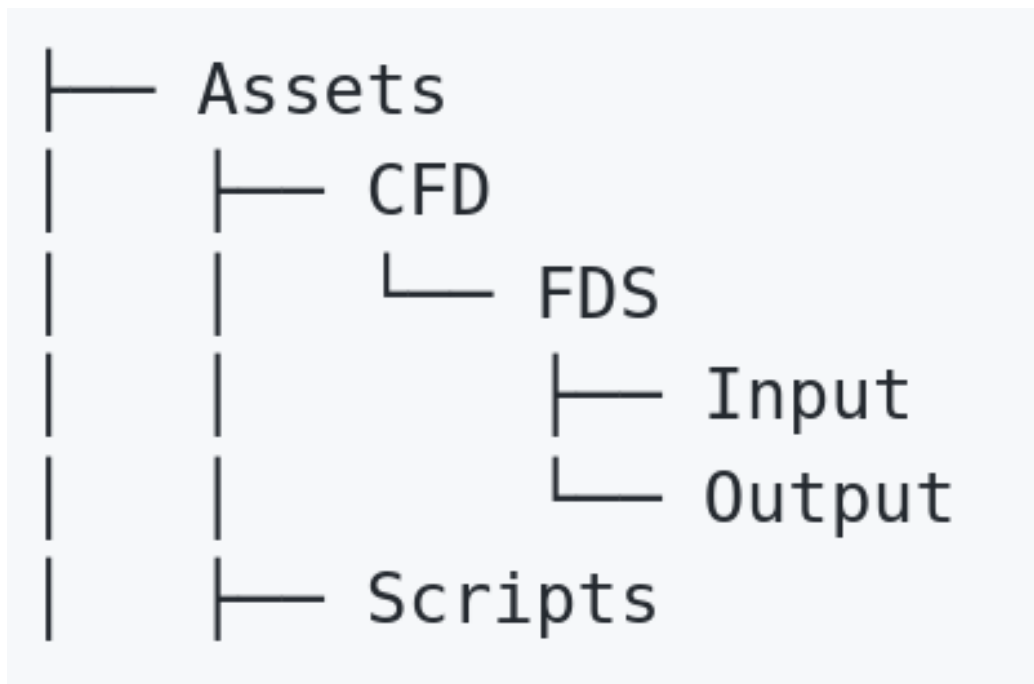 ├── Assets
│   ├── CFD
│   │   └── FDS
│   │       ├── Input
│   │       └── Output
│   ├── Scripts